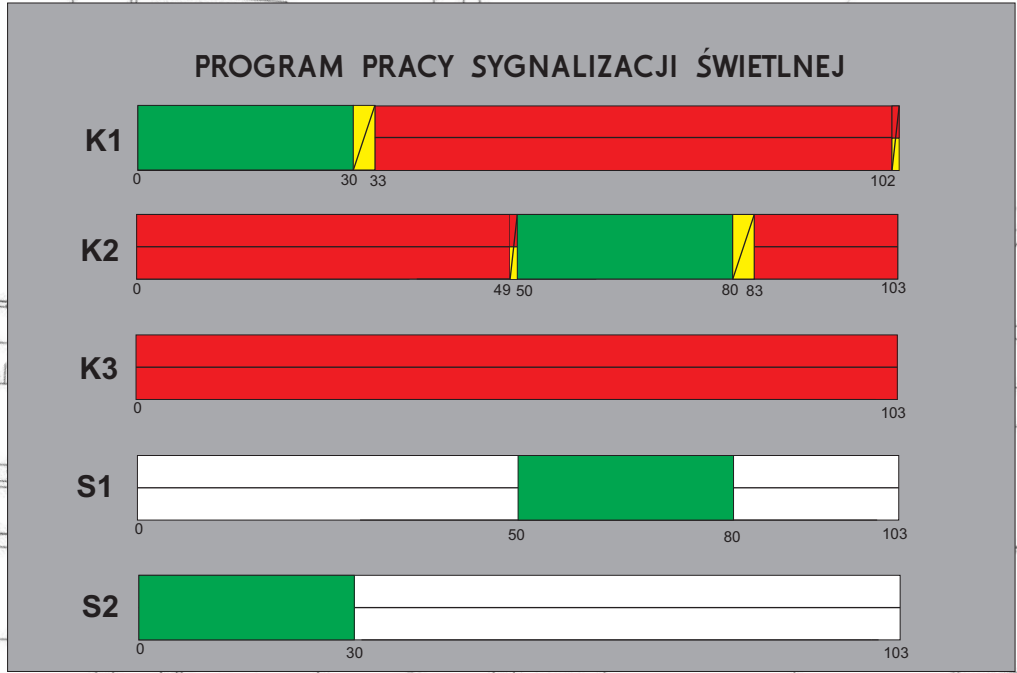 PROGRAM PRACY SYGNALIZACJI ŚWIETLNEJ
K1
0 30 33 102
K2
0 49 50 80 83 103
K3
0 103
S1
0 50 80 103
S2
0 30 103